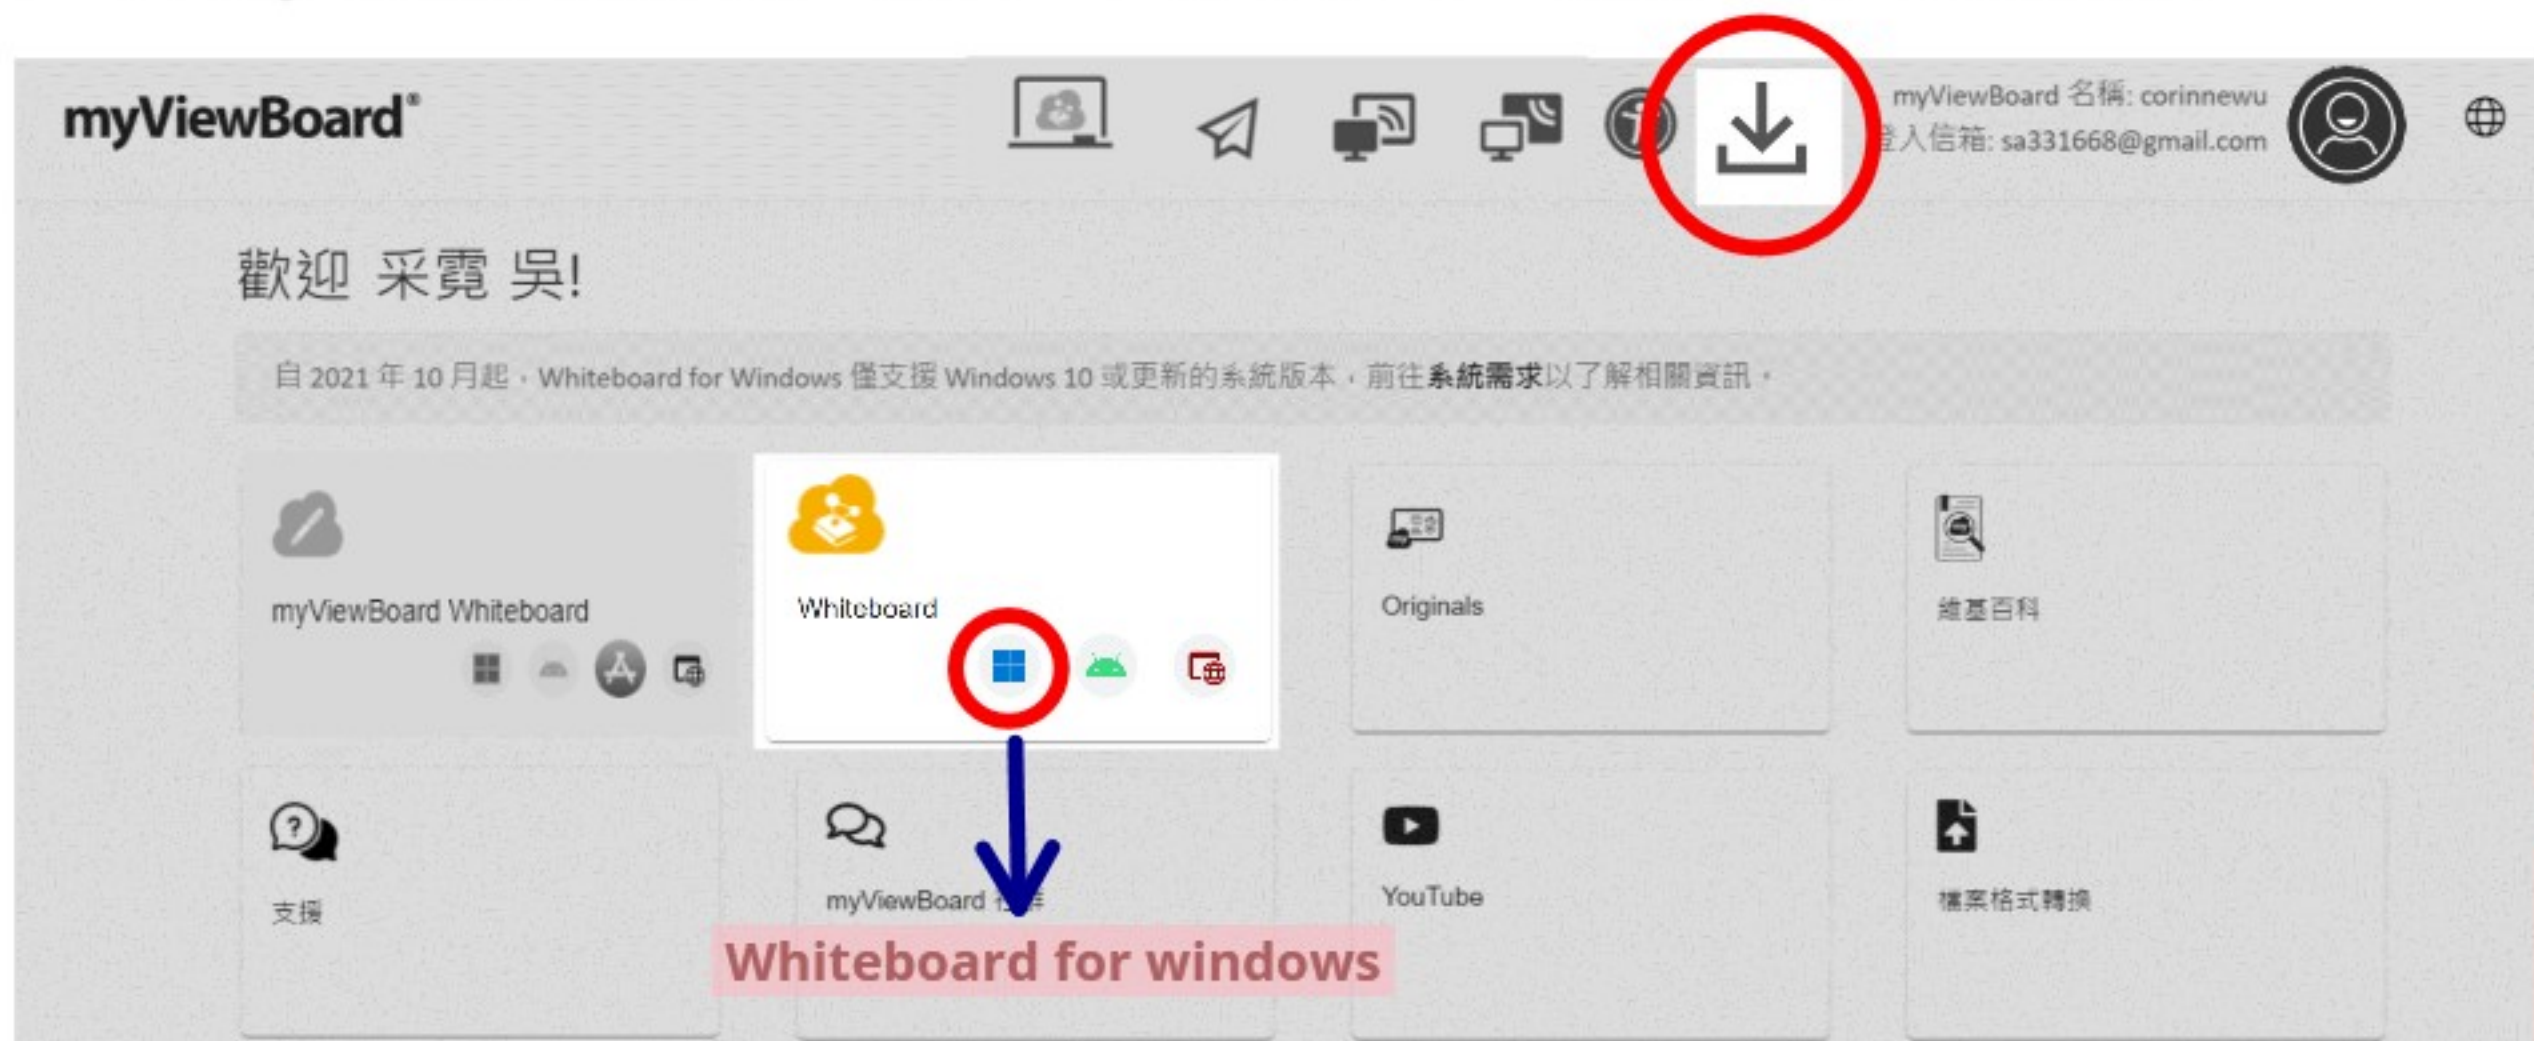 myViewBoard®
myViewBoard 名稱: corinnewu
登入信箱: sa331668@gmail.com
歡迎 采霓 吳!
自 2021 年 10 月起，Whiteboard for Windows 僅支援 Windows 10 或更新的系統版本，前往系統需求以了解相關資訊。
myViewBoard Whiteboard
Whiteboard
Originals
維基百科
支援
myViewBoard 社群
YouTube
檔案格式轉換
Whiteboard for windows